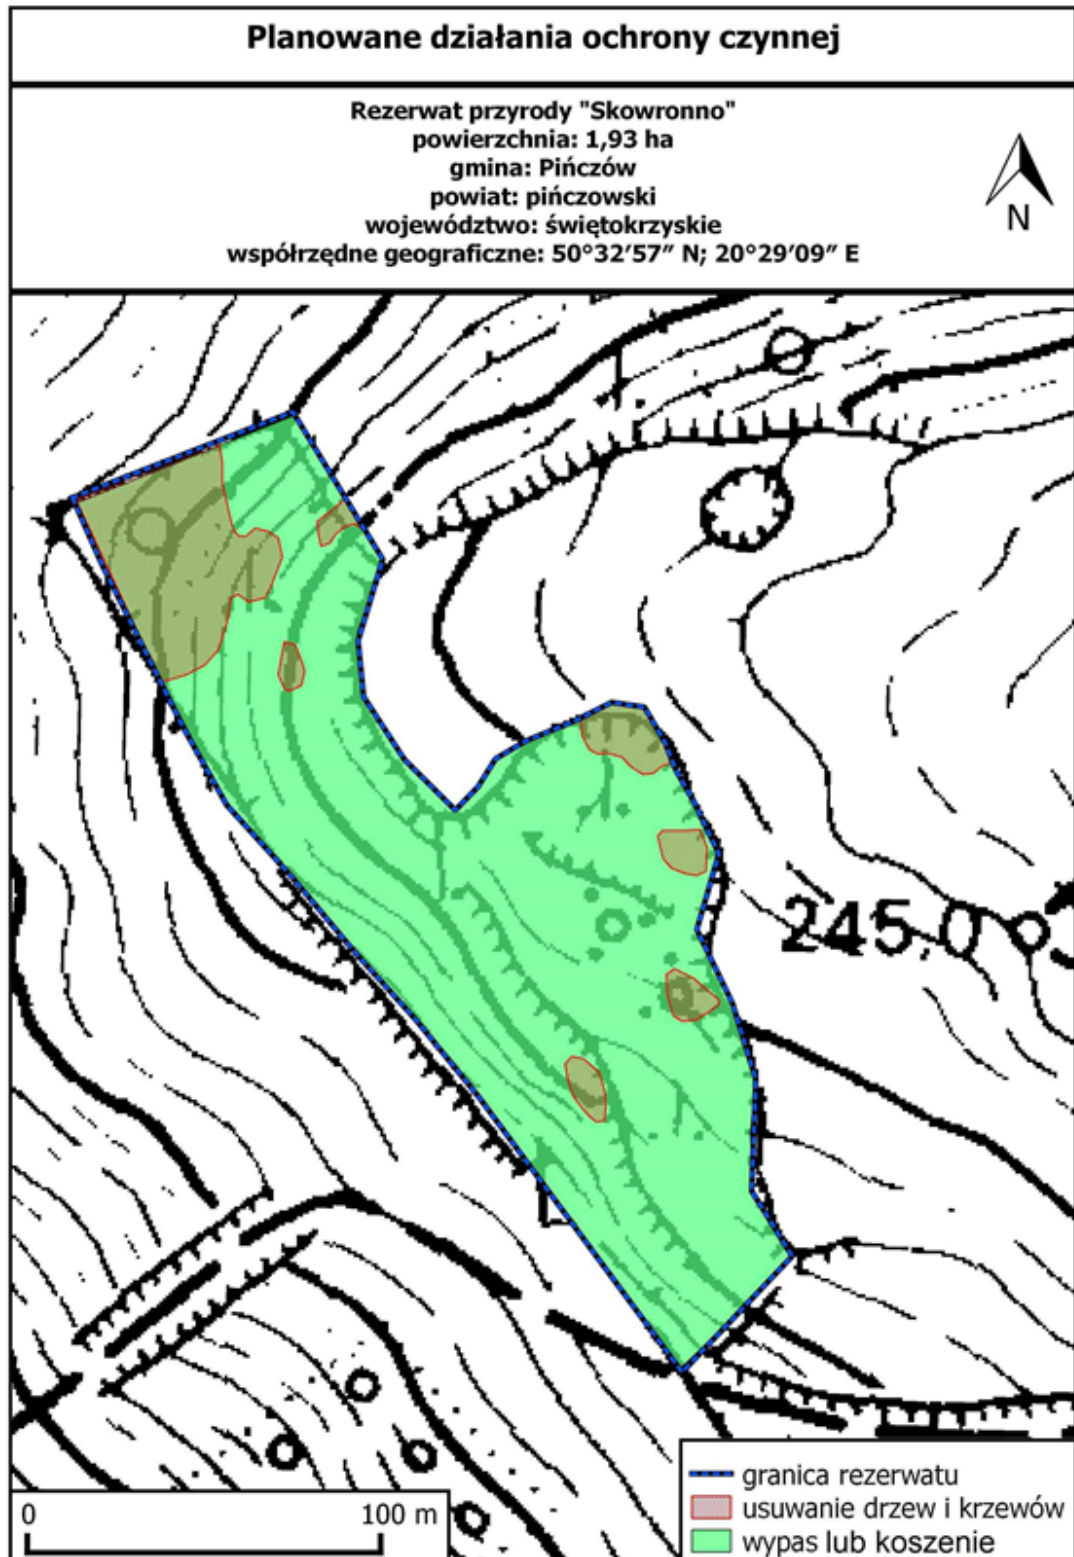 Planowane działania ochrony czynnej
Rezerwat przyrody "Skowronno"
powierzchnia: 1,93 ha
gmina: Pińczów
powiat: pińczowski
województwo: świętokrzyskie
współrzędne geograficzne: 50°32′57″ N; 20°29′09″ E
N
245,0
granica rezerwatu
usuwanie drzew i krzewów
wypas lub koszenie
0 100 m